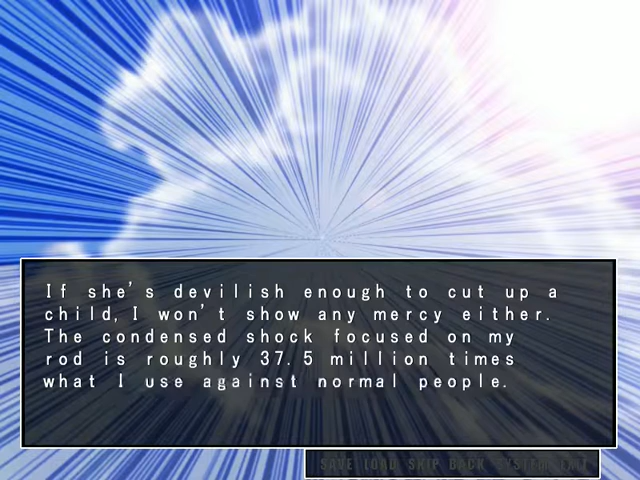 If she's devilish enough to cut up a
child, I won't show any mercy either.
The condensed shock focused on my
rod is roughly 37.5 million times
what I use against normal people.
SAVE LOAD SKIP BACK SYSTEM EXIT